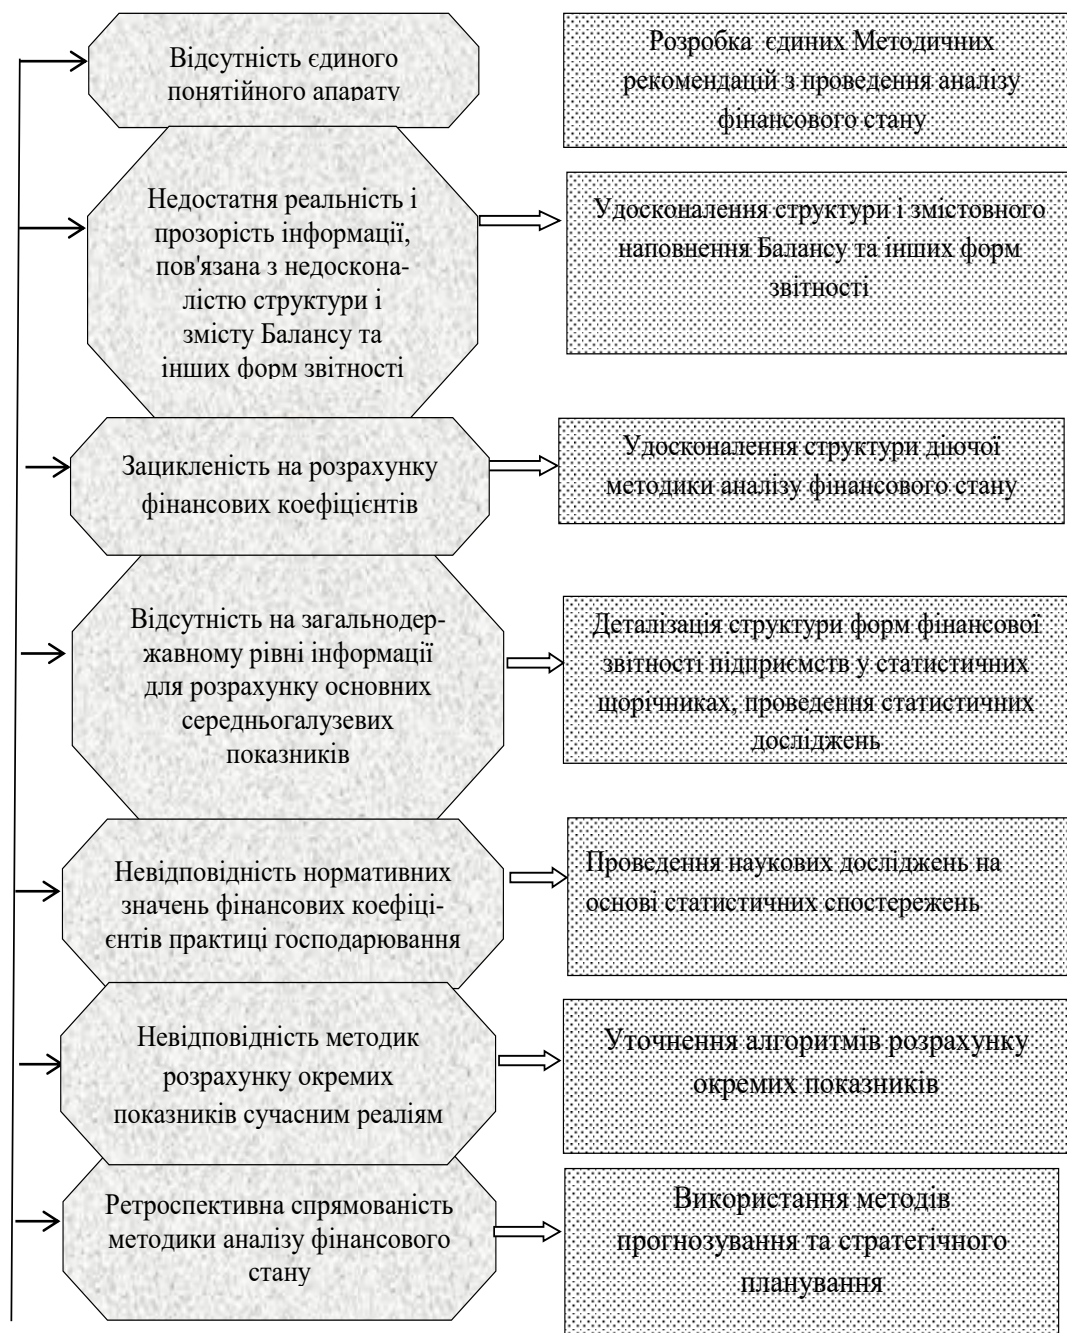 Відсутність єдиного
понятійного апарату
Розробка єдиних Методичних
рекомендацій з проведення аналізу
фінансового стану
Недостатня реальність і
прозорість інформації,
пов'язана з недоскона-
лістю структури і
змісту Балансу та
інших форм звітності
Удосконалення структури і змістовного
наповнення Балансу та інших форм
звітності
Зацикленість на розрахунку
фінансових коефіцієнтів
Удосконалення структури діючої
методики аналізу фінансового стану
Відсутність на загальнодер-
жавному рівні інформації
для розрахунку основних
середньогалузевих
показників
Деталізація структури форм фінансової
звітності підприємств у статистичних
щорічниках, проведення статистичних
досліджень
Невідповідність нормативних
значень фінансових коефіці-
єнтів практиці господарювання
Проведення наукових досліджень на
основі статистичних спостережень
Невідповідність методик
розрахунку окремих
показників сучасним реаліям
Уточнення алгоритмів розрахунку
окремих показників
Ретроспективна спрямованість
методики аналізу фінансового
стану
Використання методів
прогнозування та стратегічного
планування